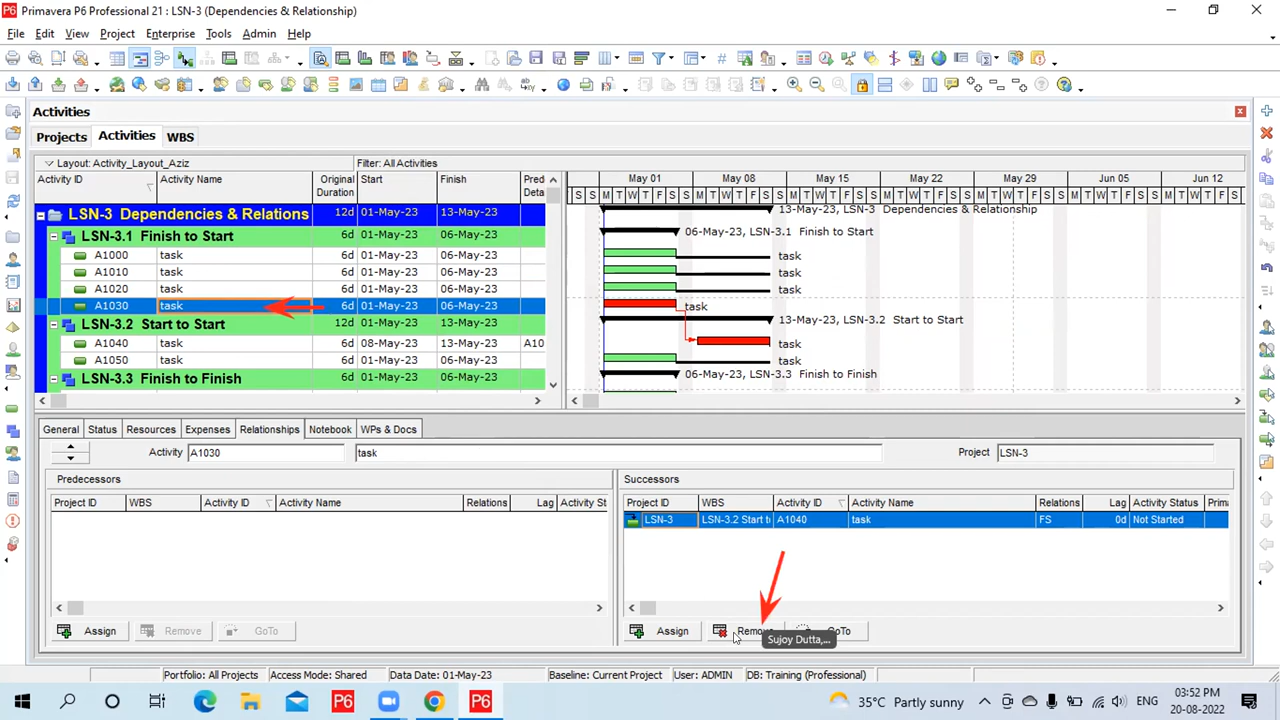 P6 Primavera P6 Professional 21 : LSN-3 (Dependencies & Relationship)
File Edit View Project Enterprise Tools Admin Help
Activities
Projects Activities WBS
Layout: Activity_Layout_Aziz Filter: All Activities
Activity ID Activity Name Original Duration Start Finish Pred Deta May 01 May 08 May 15 May 22 May 29 Jun 05 Jun 12
S S M T W T F S S M T W T F S S M T W T F S S M T W T F S S M T W T F S S M T W T F S S M T W T F S
LSN-3 Dependencies & Relations 12d 01-May-23 13-May-23 13-May-23, LSN-3 Dependencies & Relationship
LSN-3.1 Finish to Start 6d 01-May-23 06-May-23 06-May-23, LSN-3.1 Finish to Start
A1000 task 6d 01-May-23 06-May-23 task
A1010 task 6d 01-May-23 06-May-23 task
A1020 task 6d 01-May-23 06-May-23 task
A1030 task 6d 01-May-23 06-May-23 task
LSN-3.2 Start to Start 12d 01-May-23 13-May-23 13-May-23, LSN-3.2 Start to Start
A1040 task 6d 08-May-23 13-May-23 A10 task
A1050 task 6d 01-May-23 06-May-23 task
LSN-3.3 Finish to Finish 6d 01-May-23 06-May-23 06-May-23, LSN-3.3 Finish to Finish
General Status Resources Expenses Relationships Notebook WPs & Docs
Activity A1030 task Project LSN-3
Predecessors Successors
Project ID WBS Activity ID Activity Name Relations Lag Activity St Project ID WBS Activity ID Activity Name Relations Lag Activity Status Prima
LSN-3 LSN-3.2 Start t A1040 task FS 0d Not Started
Assign Remove GoTo Assign Remove GoTo
Sujoy Dutta,...
Portfolio: All Projects Access Mode: Shared Data Date: 01-May-23 Baseline: Current Project User: ADMIN DB: Training (Professional)
P6 P6 35°C Partly sunny ENG 03:52 PM
20-08-2022